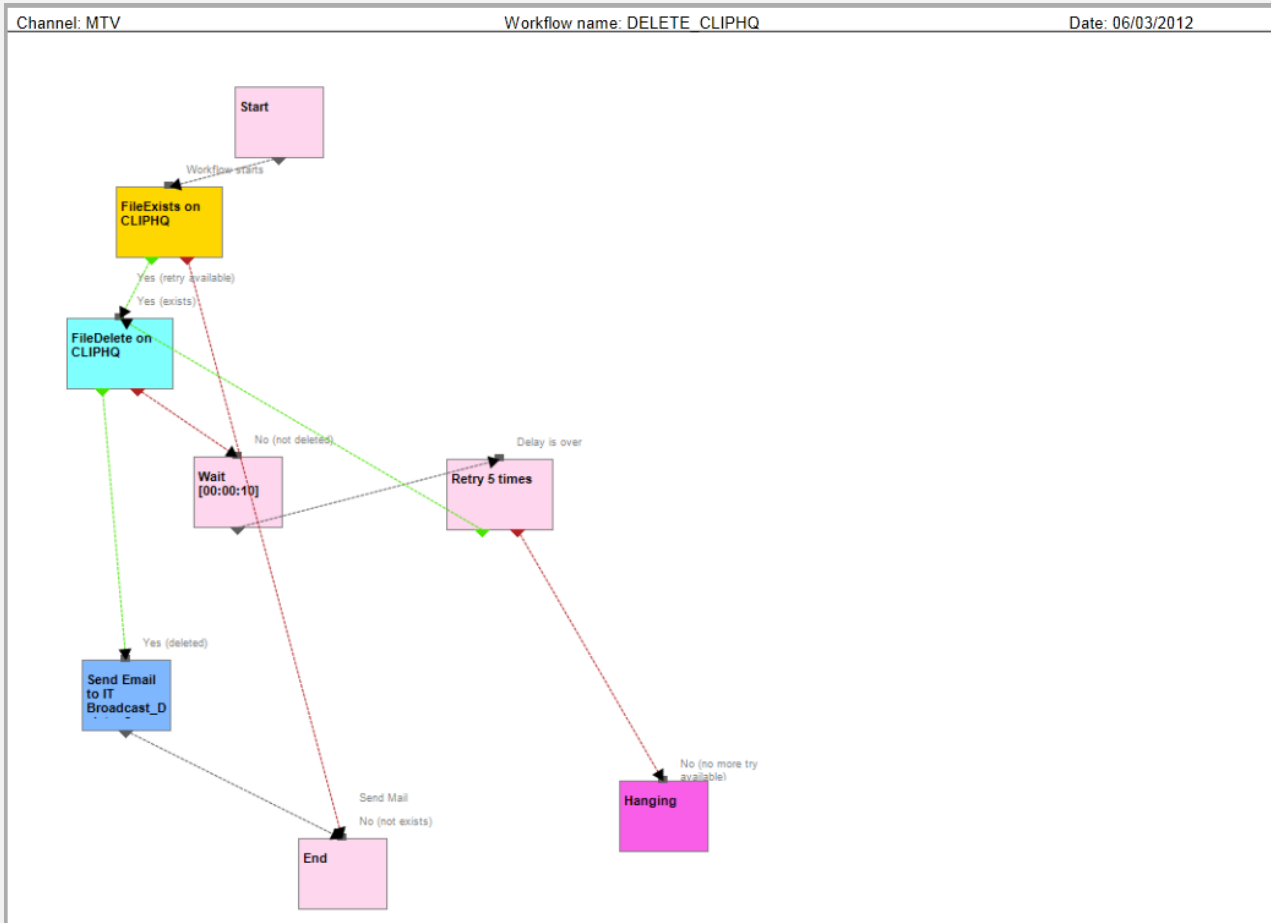 Channel: MTV
Workflow name: DELETE_CLIPHQ
Date: 06/03/2012
Start
Workflow starts
FileExists on
CLIPHQ
Yes (retry available)
Yes (exists)
FileDelete on
CLIPHQ
No (not deleted)
Delay is over
Wait
[00:00:10]
Retry 5 times
Yes (deleted)
Send Email
to IT
Broadcast_D
No (no more try
available)
Hanging
Send Mail
No (not exists)
End